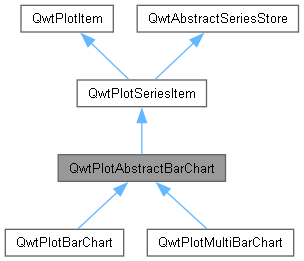 QwtPlotItem
QwtAbstractSeriesStore
QwtPlotSeriesItem
QwtPlotAbstractBarChart
QwtPlotBarChart
QwtPlotMultiBarChart